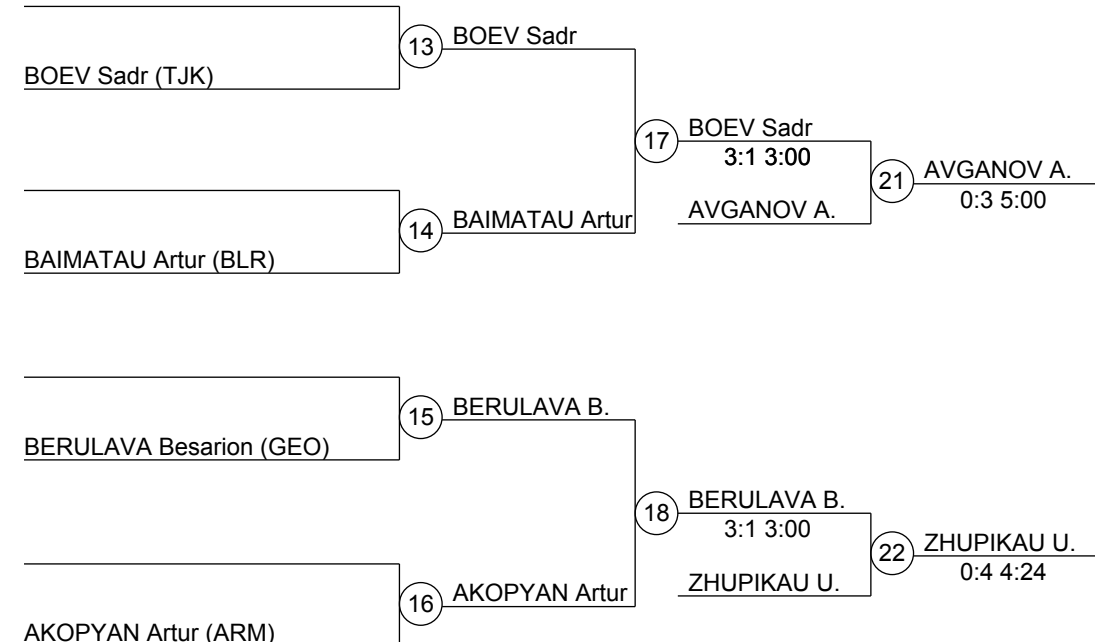 BOEV Sadr (TJK)
13
BOEV Sadr
17
BOEV Sadr
3:1 3:00
AVGANOV A.
21
AVGANOV A.
0:3 5:00
14
BAIMATAU Artur
BAIMATAU Artur (BLR)
15
BERULAVA B.
BERULAVA Besarion (GEO)
18
BERULAVA B.
3:1 3:00
ZHUPIKAU U.
22
ZHUPIKAU U.
0:4 4:24
16
AKOPYAN Artur
AKOPYAN Artur (ARM)